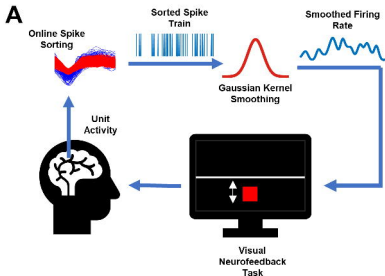 A
Online Spike
Sorting
Sorted Spike
Train
Gaussian Kernel
Smoothing
Smoothed Firing
Rate
Unit
Activity
Visual
Neurofeedback
Task